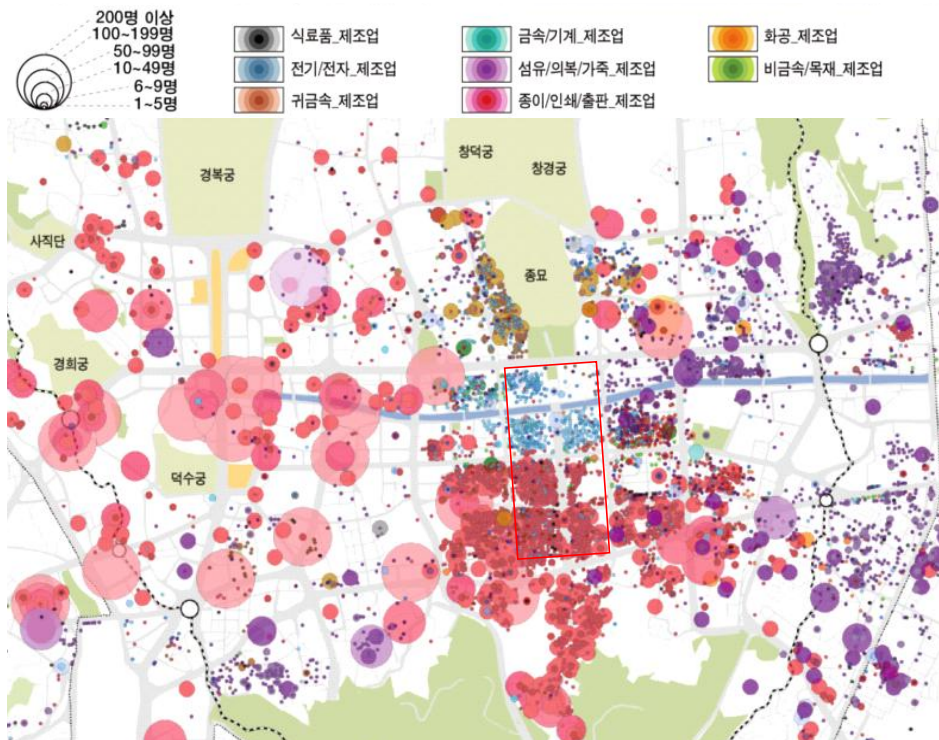 200명 이상
100~199명
50~99명
10~49명
6~9명
1~5명
식료품_제조업
전기/전자_제조업
귀금속_제조업
금속/기계_제조업
섬유/의복/가죽_제조업
종이/인쇄/출판_제조업
화공_제조업
비금속/목재_제조업
경복궁
창덕궁
창경궁
사직단
종묘
경희궁
덕수궁